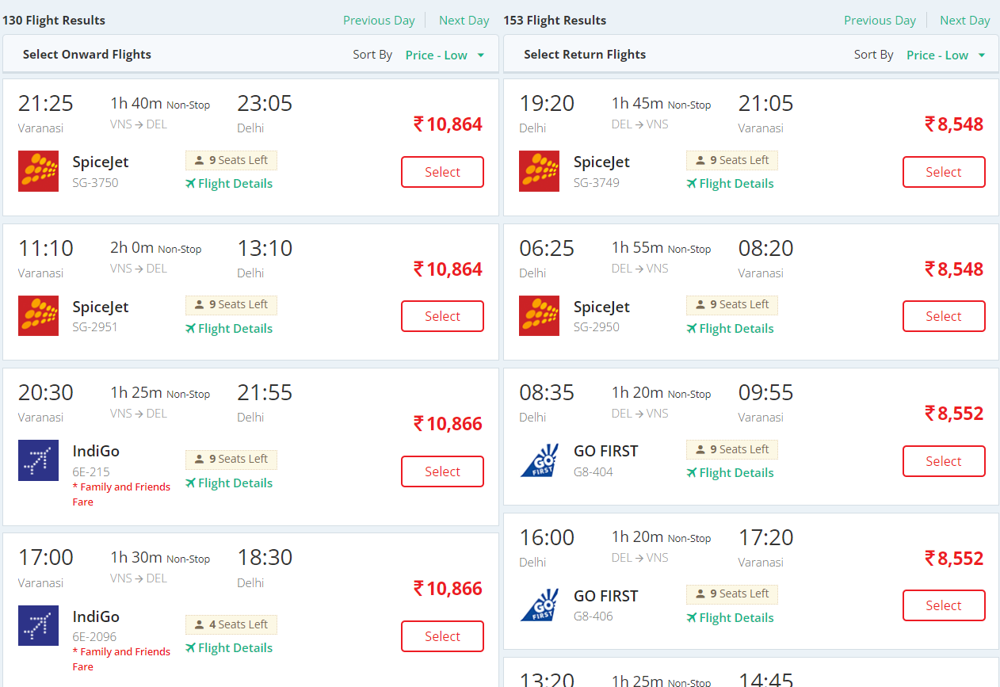 130 Flight Results
Previous Day
Next Day
Select Onward Flights
Sort By Price - Low
21:25 1h 40m Non-Stop 23:05
Varanasi VNS → DEL Delhi
₹ 10,864
SpiceJet
SG-3750
9 Seats Left
Flight Details
Select
11:10 2h 0m Non-Stop 13:10
Varanasi VNS → DEL Delhi
₹ 10,864
SpiceJet
SG-2951
9 Seats Left
Flight Details
Select
20:30 1h 25m Non-Stop 21:55
Varanasi VNS → DEL Delhi
₹ 10,866
IndiGo
6E-215
* Family and Friends
Fare
9 Seats Left
Flight Details
Select
17:00 1h 30m Non-Stop 18:30
Varanasi VNS → DEL Delhi
₹ 10,866
IndiGo
6E-2096
* Family and Friends
Fare
4 Seats Left
Flight Details
Select
153 Flight Results
Previous Day
Next Day
Select Return Flights
Sort By Price - Low
19:20 1h 45m Non-Stop 21:05
Delhi DEL → VNS Varanasi
₹ 8,548
SpiceJet
SG-3749
9 Seats Left
Flight Details
Select
06:25 1h 55m Non-Stop 08:20
Delhi DEL → VNS Varanasi
₹ 8,548
SpiceJet
SG-2950
9 Seats Left
Flight Details
Select
08:35 1h 20m Non-Stop 09:55
Delhi DEL → VNS Varanasi
₹ 8,552
GO FIRST
GO FIRST
G8-404
9 Seats Left
Flight Details
Select
16:00 1h 20m Non-Stop 17:20
Delhi DEL → VNS Varanasi
₹ 8,552
GO FIRST
GO FIRST
G8-406
9 Seats Left
Flight Details
Select
13:20 1h 25m Non-Stop 14:45